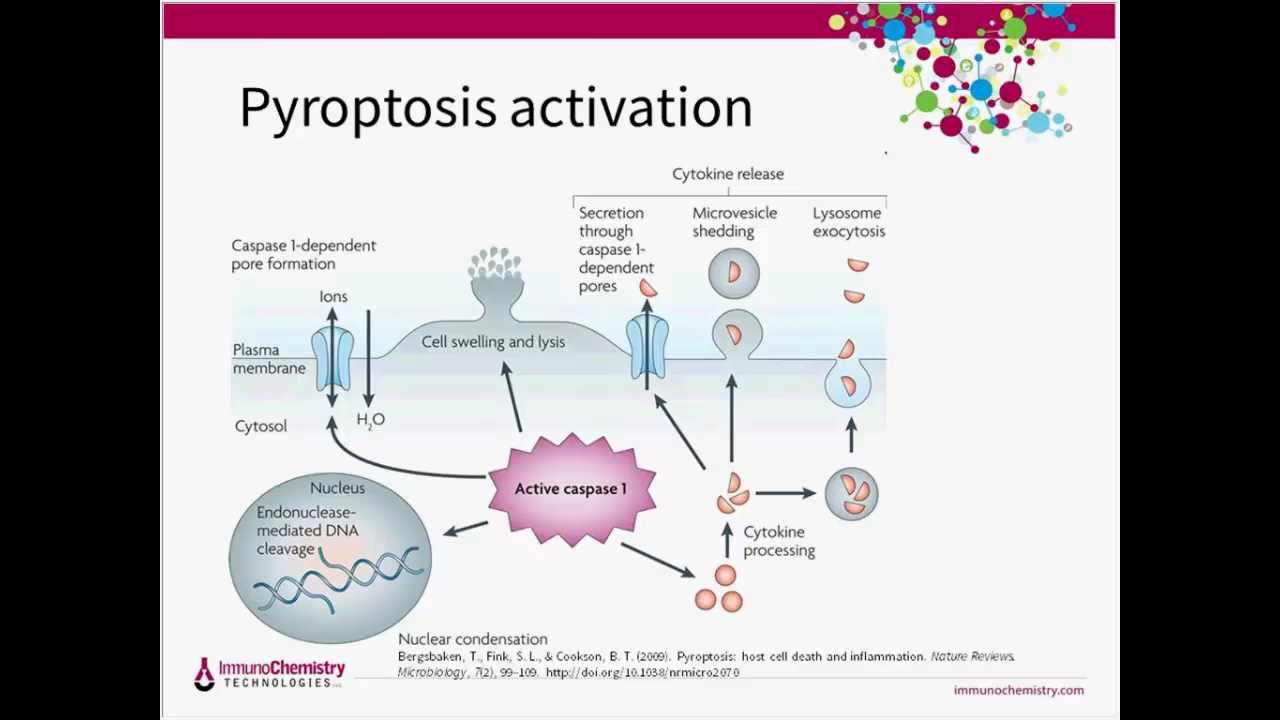 Pyroptosis activation
Cytokine release
Secretion
through
caspase 1-
dependent
pores
Microvesicle
shedding
Lysosome
exocytosis
Caspase 1-dependent
pore formation
Ions
Cell swelling and lysis
Plasma
membrane
H2O
Cytosol
Active caspase 1
Nucleus
Endonuclease-
mediated DNA
cleavage
Cytokine
processing
Nuclear condensation
Bergsbaken, T., Fink, S. L., & Cookson, B. T. (2009). Pyroptosis: host cell death and inflammation. Nature Reviews.
Microbiology, 7(2), 99–109. http://doi.org/10.1038/nrmicro2070
ImmunoChemistry
TECHNOLOGIES
immunochemistry.com